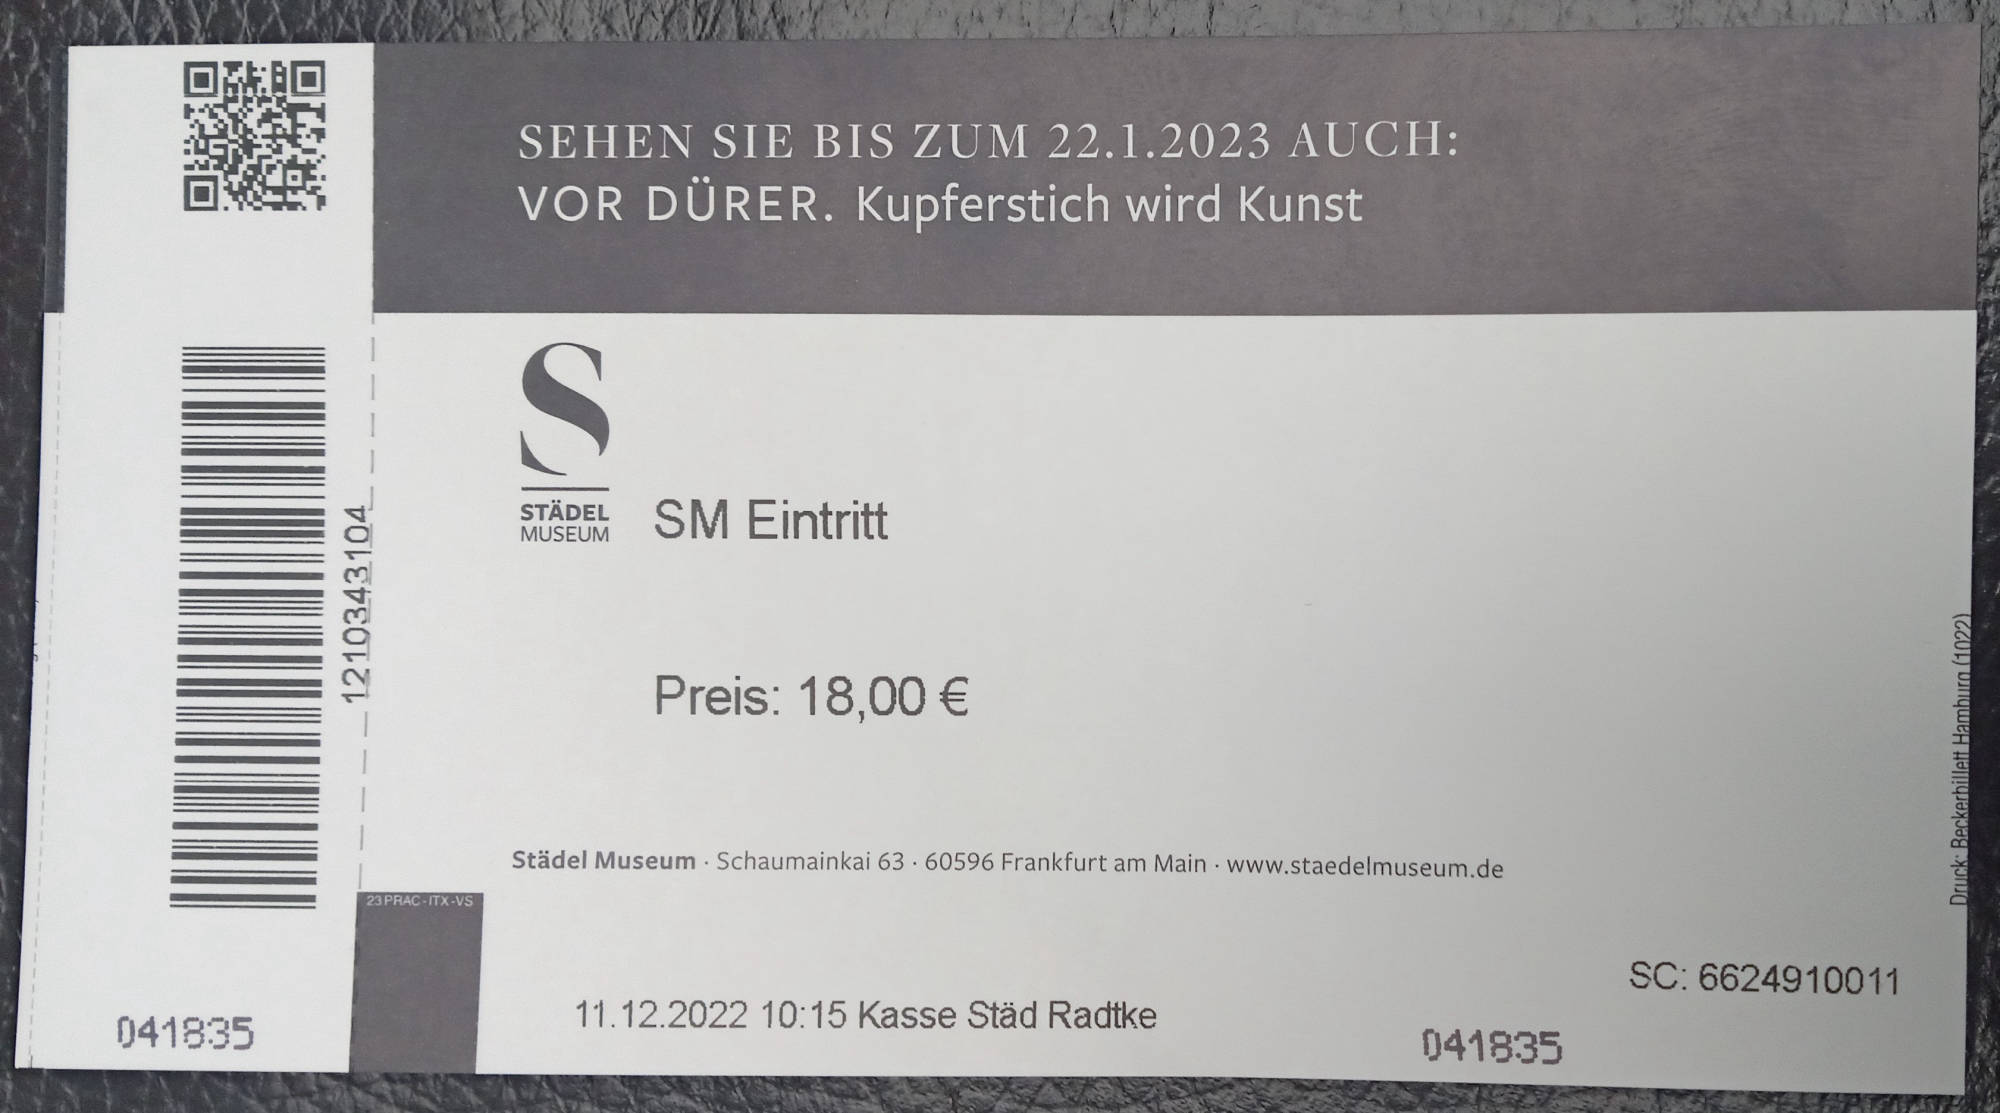 SEHEN SIE BIS ZUM 22.1.2023 AUCH:
VOR DÜRER. Kupferstich wird Kunst
S
STÄDEL
MUSEUM
SM Eintritt
1210343104
Preis: 18,00 €
Städel Museum · Schaumainkai 63 · 60596 Frankfurt am Main · www.staedelmuseum.de
Druck: Beckerbillett Hamburg (1022)
23PRAC-ITX-VS
SC: 6624910011
11.12.2022 10:15 Kasse Städ Radtke
041835
041835